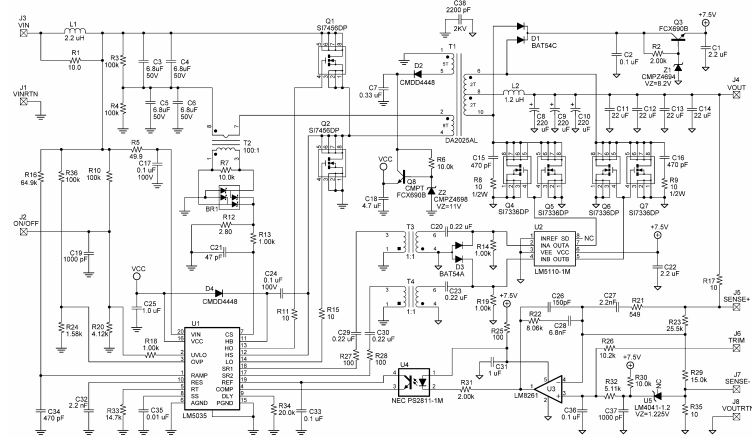 J3
VIN
L1
2.2 uH
R1
10.0
J1
VINRTN
R3
100k
R4
100k
C3
6.8uF
50V
C4
6.8uF
50V
C5
6.8uF
50V
C6
6.8uF
50V
Q1
SI7456DP
Q2
SI7456DP
C38
2200 pF
2KV
T1
5T
2T
5T
2T
DA2025AL
D1
BAT54C
D2
CMDD4448
C7
0.33 uF
L2
1.2 uH
C2
0.1 uF
R2
2.00k
Q3
FCX690B
Z1
CMPZ4694
VZ=8.2V
+7.5V
C1
2.2 uF
J4
VOUT
C8
220
uF
C9
220
uF
C10
220
uF
C11
22 uF
C12
22 uF
C13
22 uF
C14
22 uF
T2
100:1
R7
10.0k
BR1
R5
49.9
C17
0.1 uF
100V
R16
64.9k
R36
100k
R10
100k
J2
ON/OFF
C19
1000 pF
R12
2.80
R13
1.00k
C21
47 pF
VCC
C18
4.7 uF
Q8
CMPT
FCX690B
R6
10.0k
Z2
CMPZ4698
VZ=11V
C15
470 pF
R8
10
1/2W
Q4
SI7336DP
Q5
SI7336DP
Q6
SI7336DP
Q7
SI7336DP
C16
470 pF
R9
10
1/2W
T3
1:1
T4
1:1
C20
0.22 uF
D3
BAT54A
C23
0.22 uF
R14
1.00k
R19
1.00k
U2
INREF
INA
VEE
INB
SD
OUTA
VCC
OUTB
NC
LM5110-1M
+7.5V
C22
2.2 uF
R17
10
VCC
C25
1.0 uF
D4
CMDD4448
C24
0.1 uF
100V
R11
10
R15
10
R24
1.58k
R20
4.12k
R18
1.00k
U1
VIN
VCC
UVLO
OVP
RAMP
RES
RT
SS
AGND
CS
HB
HO
HS
LO
SR1
SR2
REF
COMP
DLY
PGND
LM5035
C34
470 pF
C32
2.2 nF
R33
14.7k
C35
0.01 uF
R34
20.0k
C33
0.1 uF
C29
0.22 uF
C30
0.22 uF
R27
100
R28
100
U4
NEC PS2811-1M
+7.5V
R25
100
C31
1 uF
R31
2.00k
U3
LM8261
R22
8.06k
C26
150pF
C28
6.8nF
C27
2.2nF
R21
549
R23
25.5k
R26
10.2k
R32
5.11k
+7.5V
R30
10.0k
C36
0.1 uF
C37
1000 pF
U5
LM4041-1.2
VZ=1.225V
NC
R29
15.0k
R35
10
J5
SENSE+
J6
TRIM
J7
SENSE-
J8
VOUTRTN